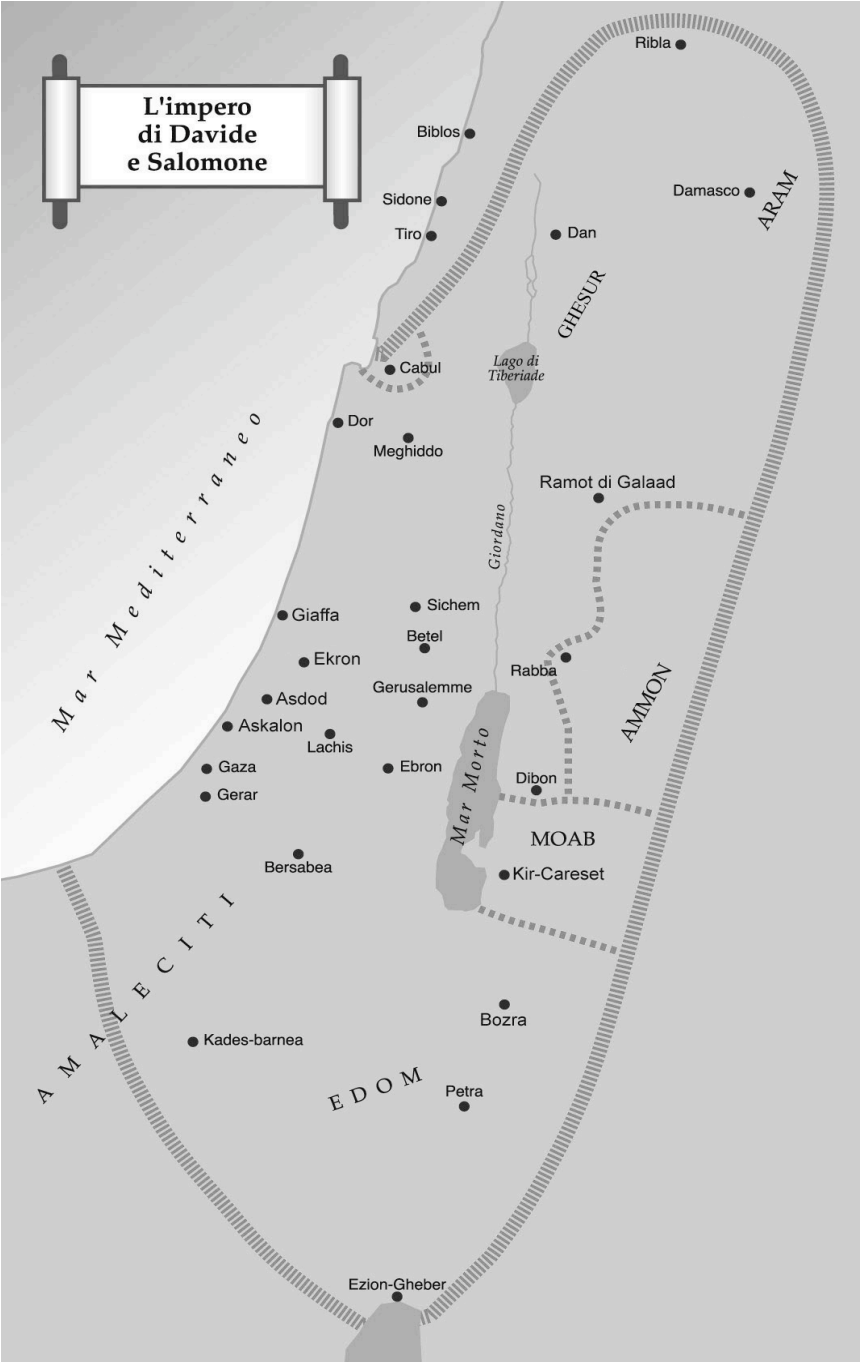 L'impero
di Davide
e Salomone
Ribla
Biblos
Damasco
ARAM
Sidone
Tiro
Dan
GHESUR
Lago di
Tiberiade
Cabul
Dor
Meghiddo
Mar Mediterraneo
Ramot di Galaad
Giordano
Sichem
Giaffa
Betel
Ekron
Rabba
Gerusalemme
Asdod
AMMON
Askalon
Lachis
Mar Morto
Gaza
Ebron
Dibon
Gerar
MOAB
Bersabea
Kir-Careset
AMALECITI
Bozra
Kades-barnea
EDOM
Petra
Ezion-Gheber